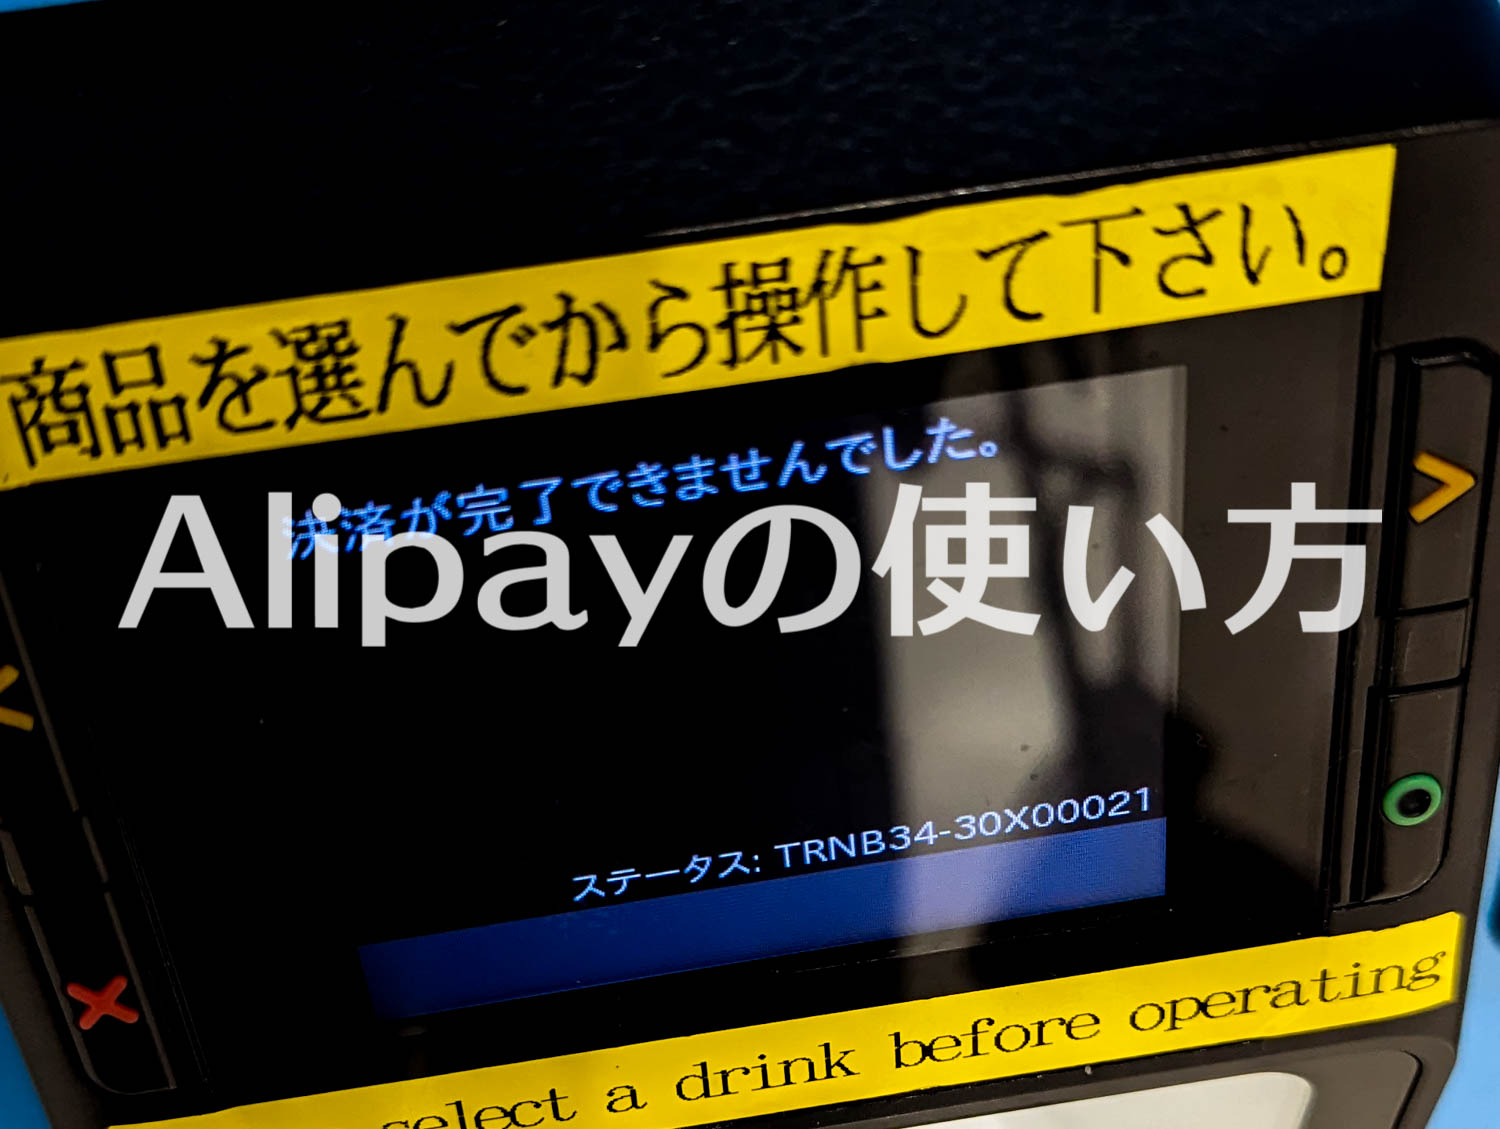 商品を選んでから操作して下さい。
決済が完了できませんでした。
Alipayの使い方
ステータス: TRNB34-30X00021
select a drink before operating